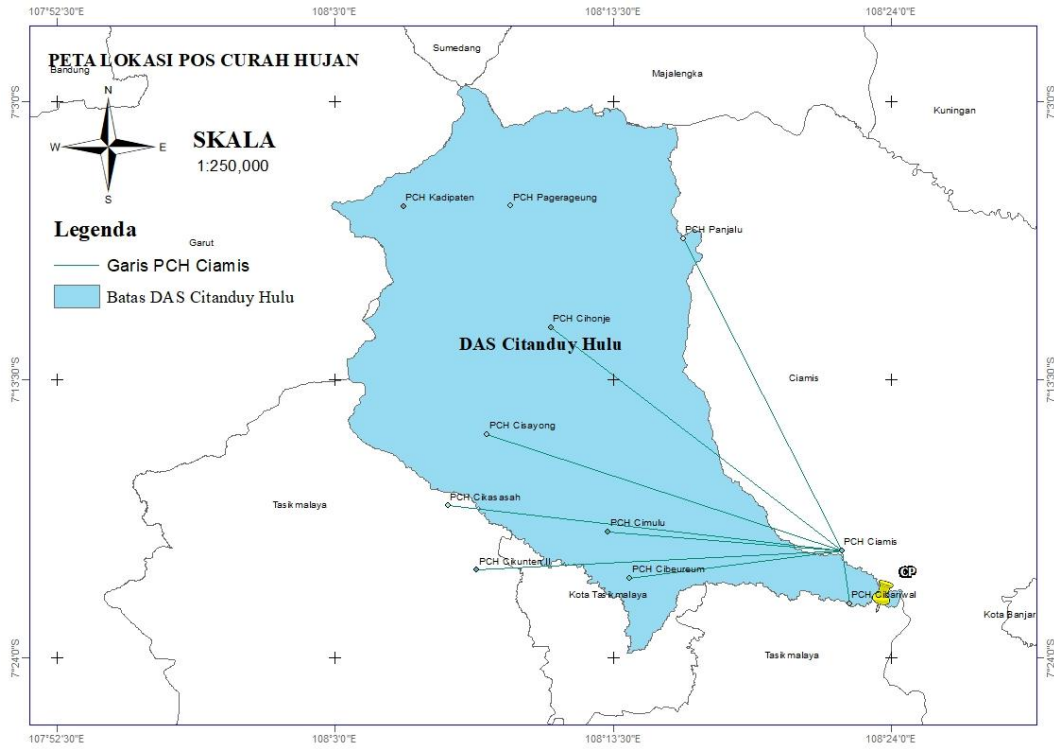 107°52'30"E
108°3'0"E
108°13'30"E
108°24'0"E
Sumedang
PETA LOKASI POS CURAH HUJAN
Bandung
Majalengka
7°3'0"S
7°3'0"S
N
Kuningan
SKALA
W
E
1:250,000
S
PCH Kadipaten
PCH Pagerageung
Legenda
PCH Panjalu
Garut
Garis PCH Ciamis
Batas DAS Citanduy Hulu
PCH Cihonje
DAS Citanduy Hulu
7°13'30"S
Ciamis
7°13'30"S
PCH Cisayong
PCH Cikasasah
Tasikmalaya
PCH Cimulu
PCH Ciamis
PCH Cikunten II
PCH Cibeureum
Kota Tasikmalaya
Kota Banjar
Tasikmalaya
7°24'0"S
7°24'0"S
107°52'30"E
108°3'0"E
108°13'30"E
108°24'0"E